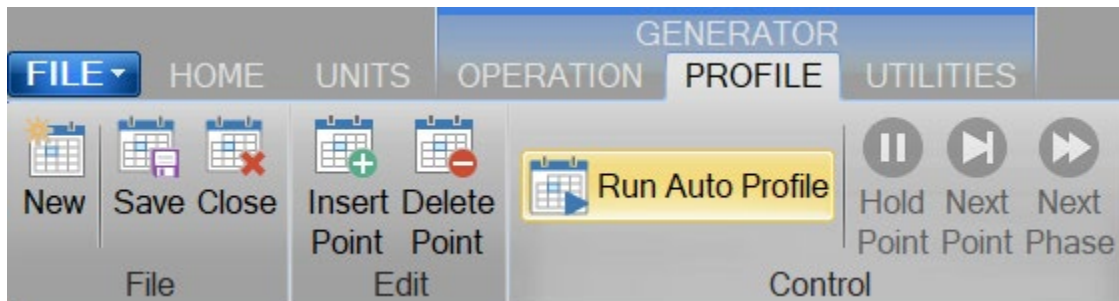 GENERATOR
FILE HOME UNITS OPERATION PROFILE UTILITIES
New Save Close Insert Point Delete Point Run Auto Profile Hold Point Next Point Next Phase
File Edit Control